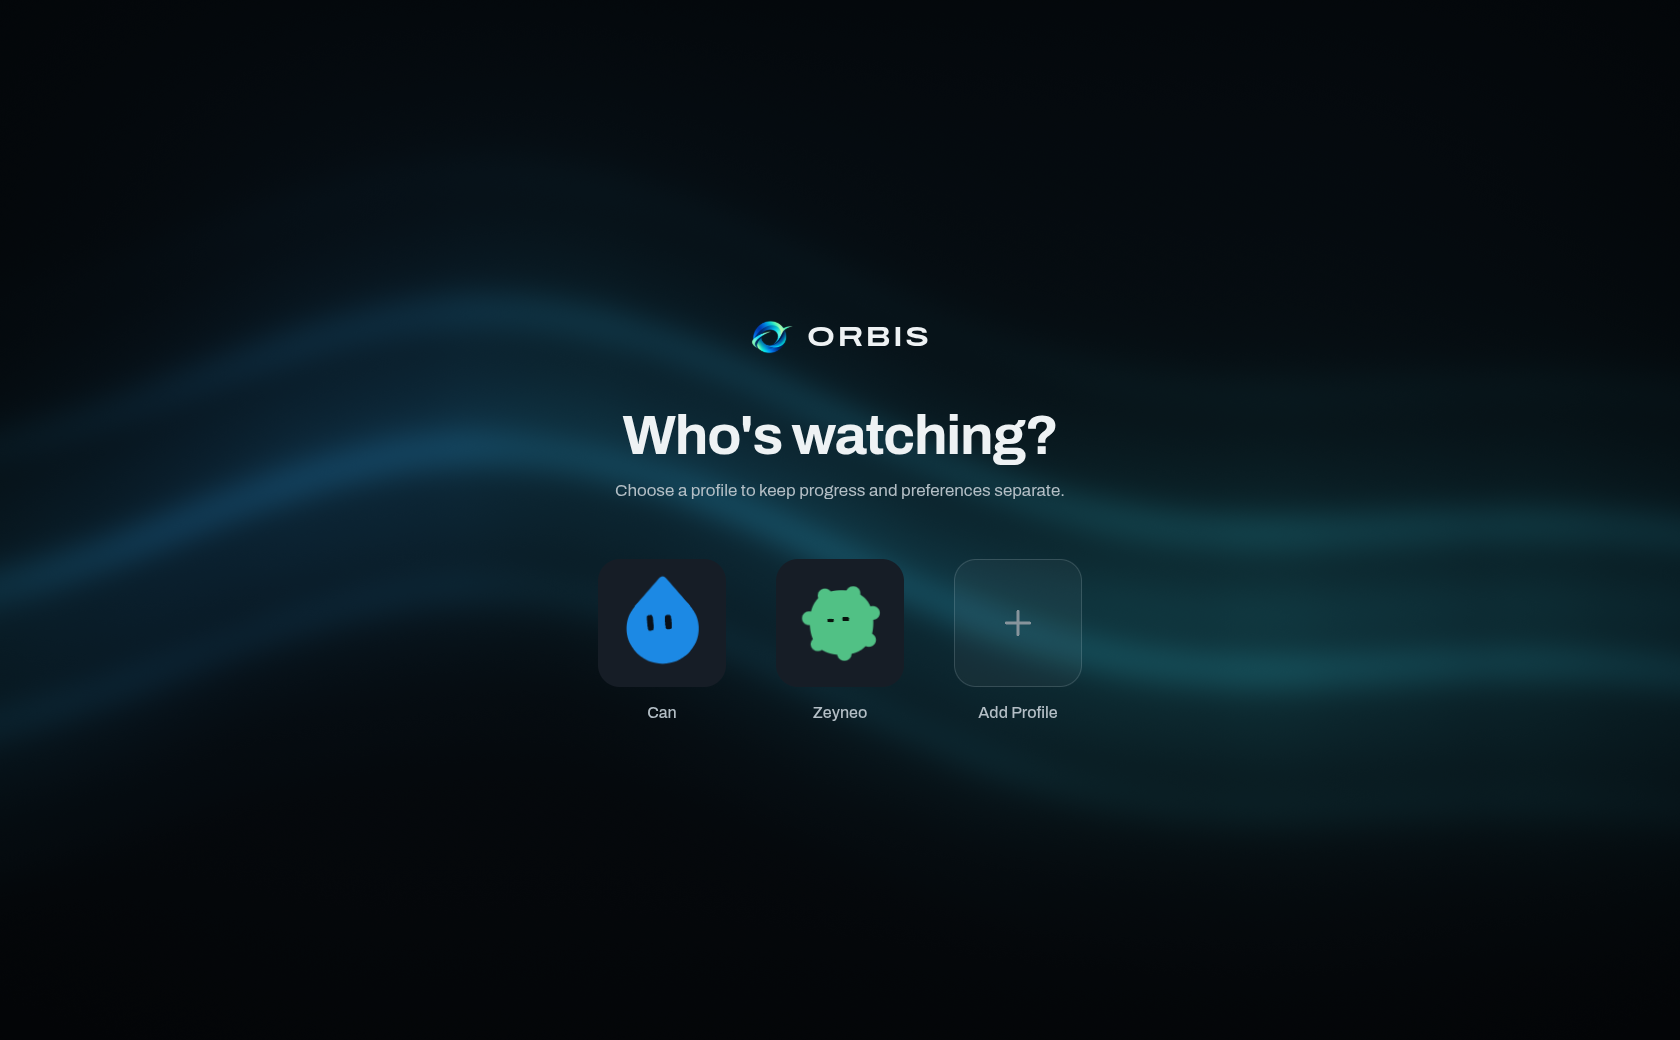 ORBIS
Who's watching?
Choose a profile to keep progress and preferences separate.
Can
Zeyneo
Add Profile